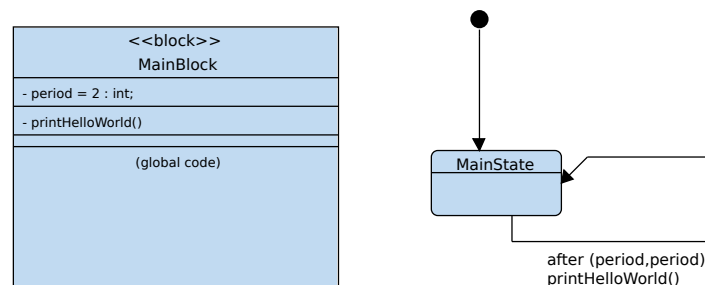 <<block>>
MainBlock
- period = 2 : int;
- printHelloWorld()
(global code)
MainState
after (period,period)
printHelloWorld()